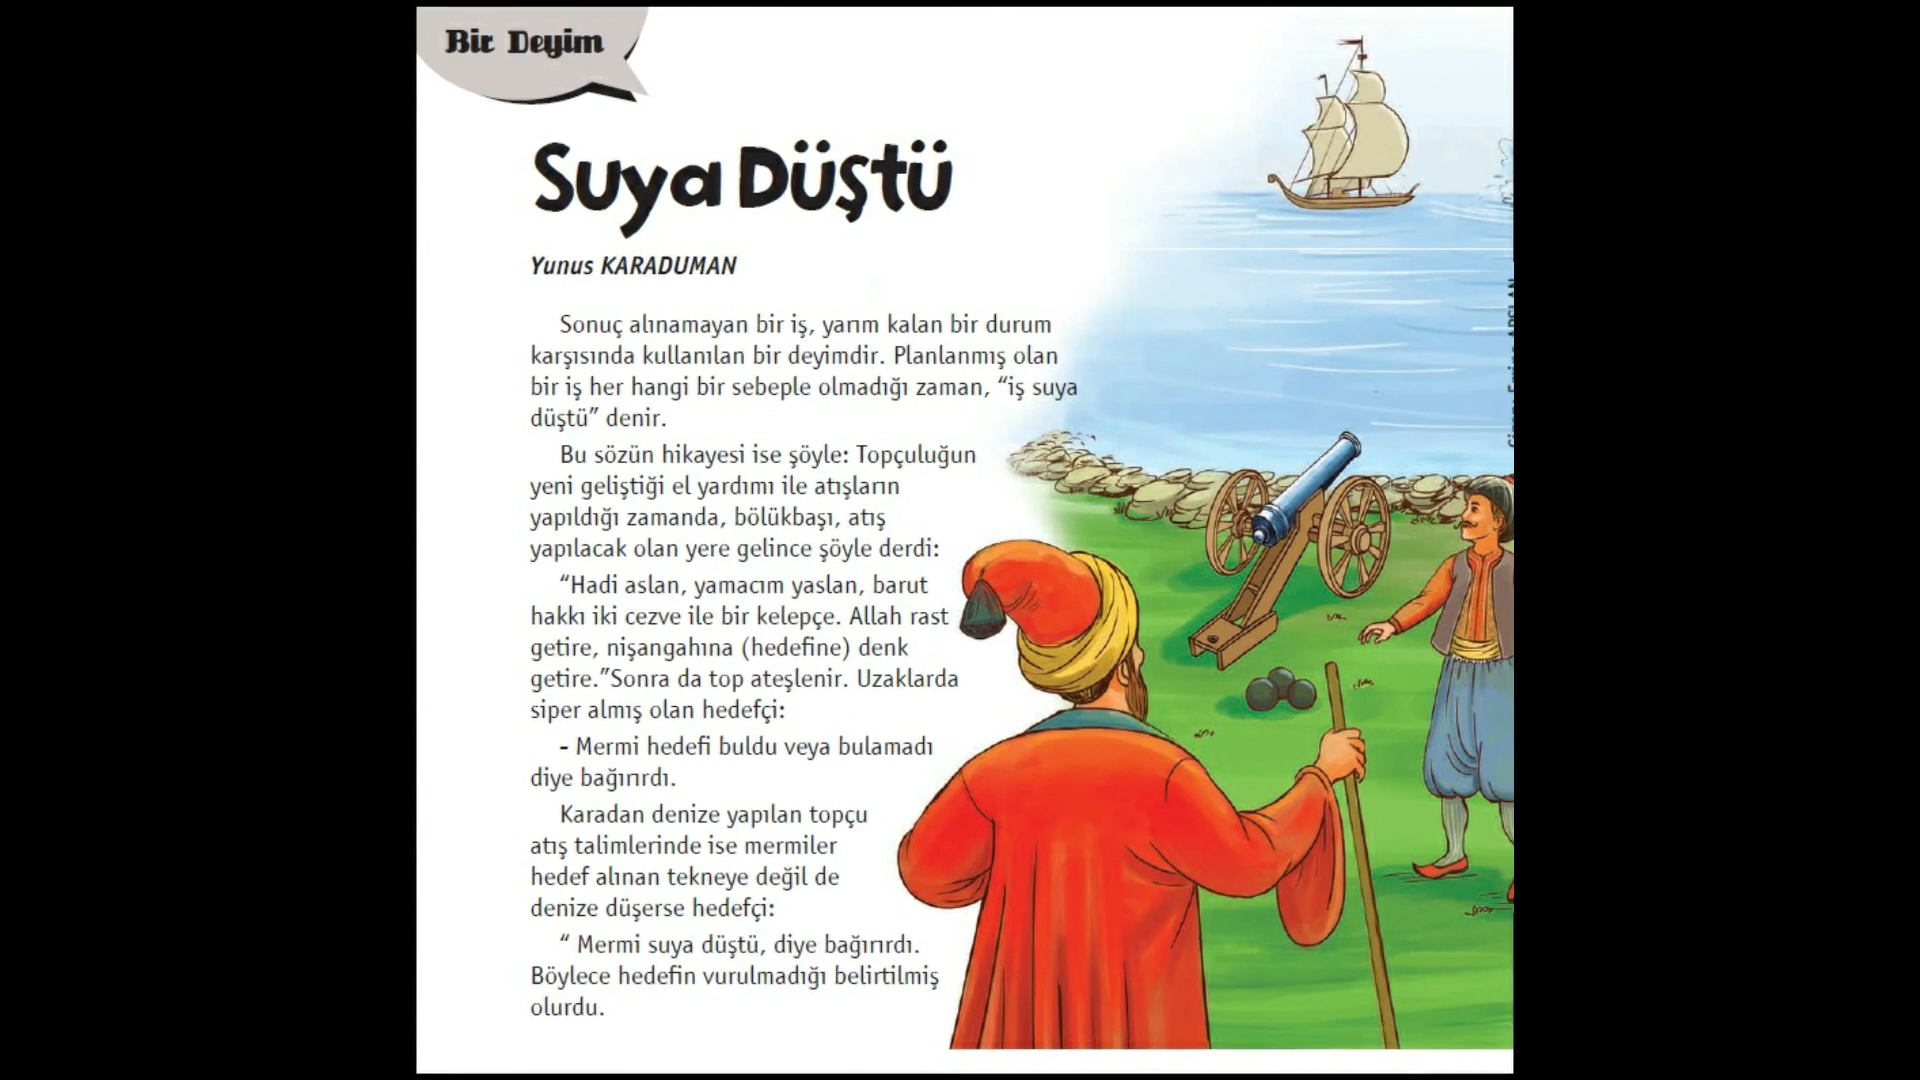 Bir Deyim
Suya Düştü
Yunus KARADUMAN
Sonuç alınamayan bir iş, yarım kalan bir durum
karşısında kullanılan bir deyimdir. Planlanmış olan
bir iş her hangi bir sebeple olmadığı zaman, “iş suya
düştü” denir.
Bu sözün hikayesi ise şöyle: Topçuluğun
yeni geliştiği el yardımı ile atışların
yapıldığı zamanda, bölükbaşı, atış
yapılacak olan yere gelince şöyle derdi:
“Hadi aslan, yamacım yaslan, barut
hakkı iki cezve ile bir kelepçe. Allah rast
getire, nişangahına (hedefine) denk
getire.”Sonra da top ateşlenir. Uzaklarda
siper almış olan hedefçi:
- Mermi hedefi buldu veya bulamadı
diye bağırırdı.
Karadan denize yapılan topçu
atış talimlerinde ise mermiler
hedef alınan tekneye değil de
denize düşerse hedefçi:
“ Mermi suya düştü, diye bağırırdı.
Böylece hedefin vurulmadığı belirtilmiş
olurdu.